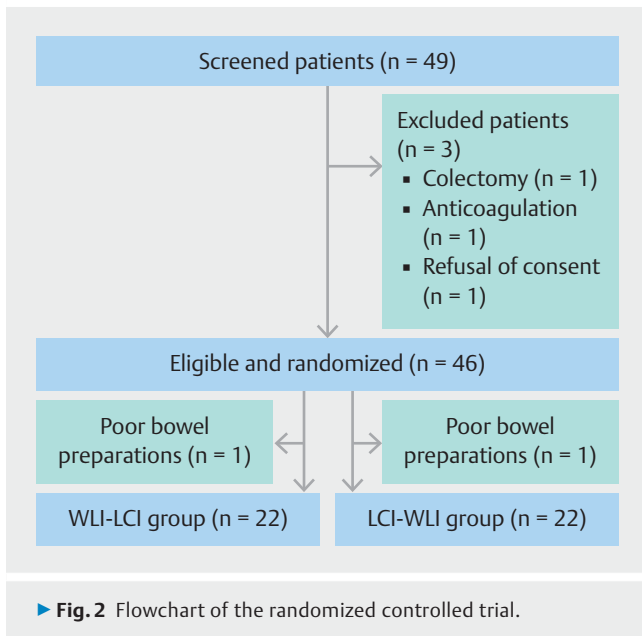 Screened patients (n = 49)
Excluded patients
(n = 3)
▪ Colectomy (n = 1)
▪ Anticoagulation
(n = 1)
▪ Refusal of consent
(n = 1)
Eligible and randomized (n = 46)
Poor bowel
preparations (n = 1)
Poor bowel
preparations (n = 1)
WLI-LCI group (n = 22)
LCI-WLI group (n = 22)
▶ Fig. 2 Flowchart of the randomized controlled trial.